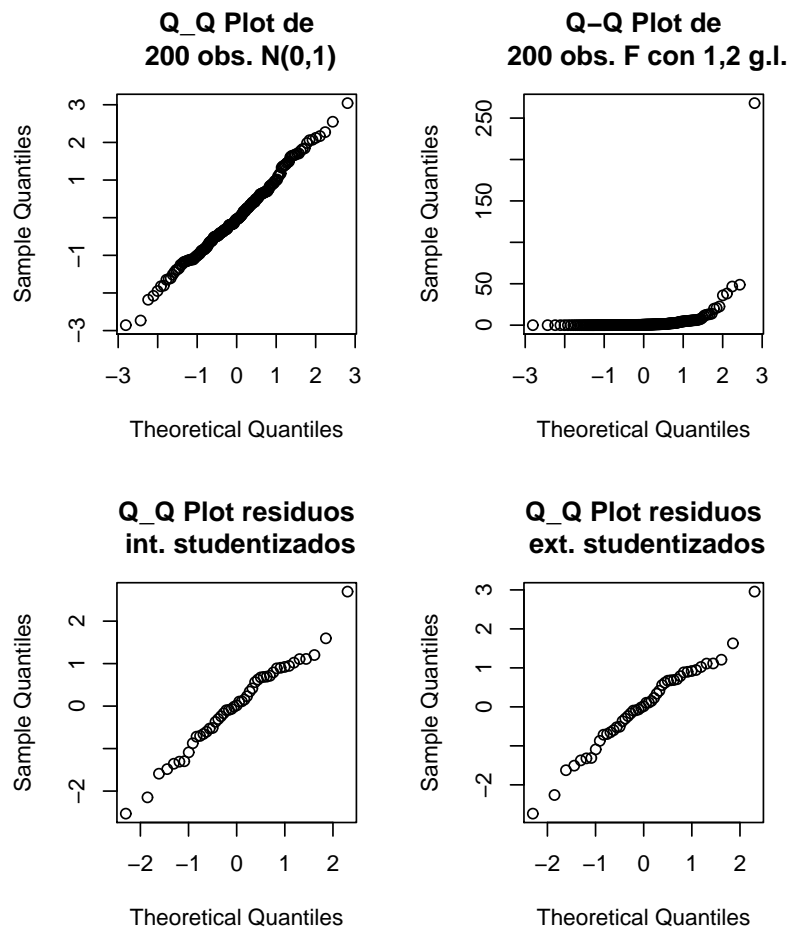 Q_Q Plot de
200 obs. N(0,1)
Sample Quantiles
3
2
1
−1
−3
−3
−1
0
1
2
3
Theoretical Quantiles
Q−Q Plot de
200 obs. F con 1,2 g.l.
Sample Quantiles
250
150
50
0
−3
−1
0
1
2
3
Theoretical Quantiles
Q_Q Plot residuos
int. studentizados
Sample Quantiles
2
1
0
−2
−2
−1
0
1
2
Theoretical Quantiles
Q_Q Plot residuos
ext. studentizados
Sample Quantiles
3
2
1
0
−2
−2
−1
0
1
2
Theoretical Quantiles